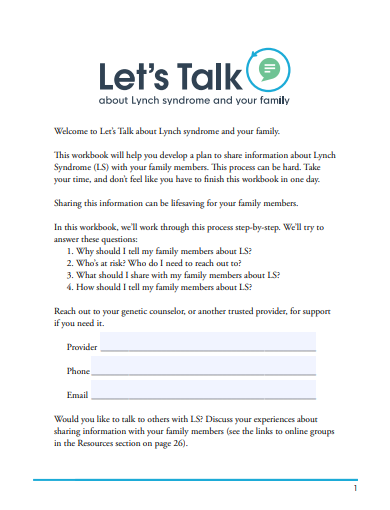 Let's Talk
about Lynch syndrome and your family
Welcome to Let's Talk about Lynch syndrome and your family.
This workbook will help you develop a plan to share information about Lynch
Syndrome (LS) with your family members. This process can be hard. Take
your time, and don't feel like you have to finish this workbook in one day.
Sharing this information can be lifesaving for your family members.
In this workbook, we'll work through this process step-by-step. We'll try to
answer these questions:
1. Why should I tell my family members about LS?
2. Who's at risk? Who do I need to reach out to?
3. What should I share with my family members about LS?
4. How should I tell my family members about LS?
Reach out to your genetic counselor, or another trusted provider, for support
if you need it.
Provider
Phone
Email
Would you like to talk to others with LS? Discuss your experiences about
sharing information with your family members (see the links to online groups
in the Resources section on page 26).
1